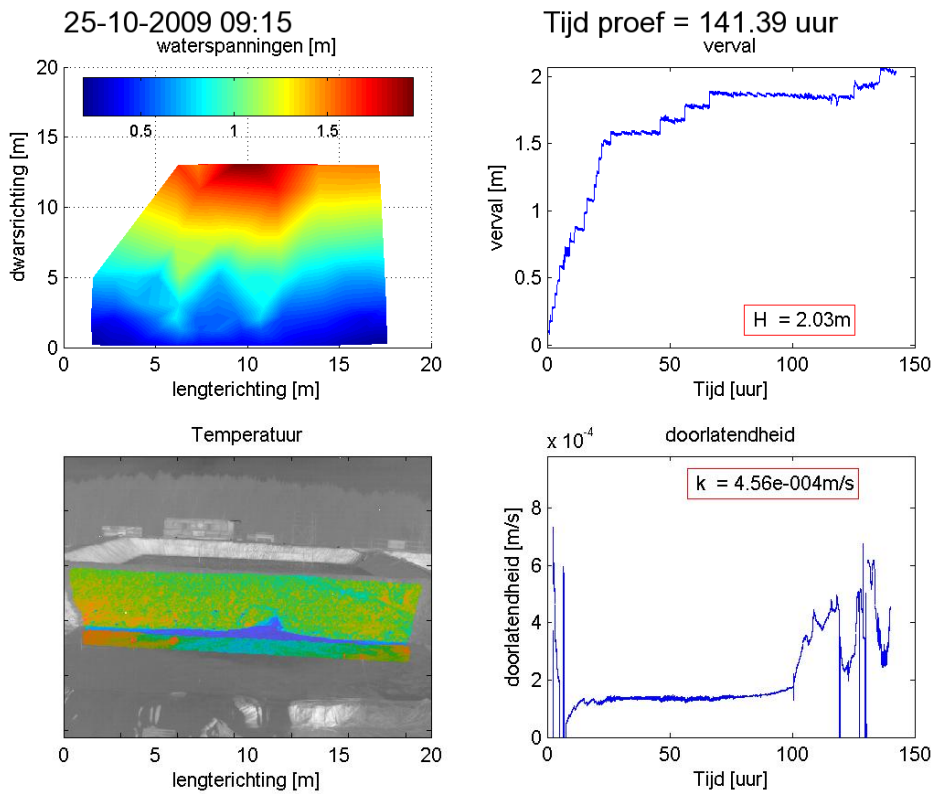 25-10-2009 09:15
Tijd proef = 141.39 uur
waterspanningen [m]
20
15
10
5
0
0.5 1 1.5
dwarsrichting [m]
0 5 10 15 20
lengterichting [m]
verval
2
1.5
1
0.5
0
verval [m]
H = 2.03m
0 50 100 150
Tijd [uur]
Temperatuur
0 5 10 15 20
lengterichting [m]
x 10-4
doorlatendheid
k = 4.56e-004m/s
8
6
4
2
0
doorlatendheid [m/s]
0 50 100 150
Tijd [uur]